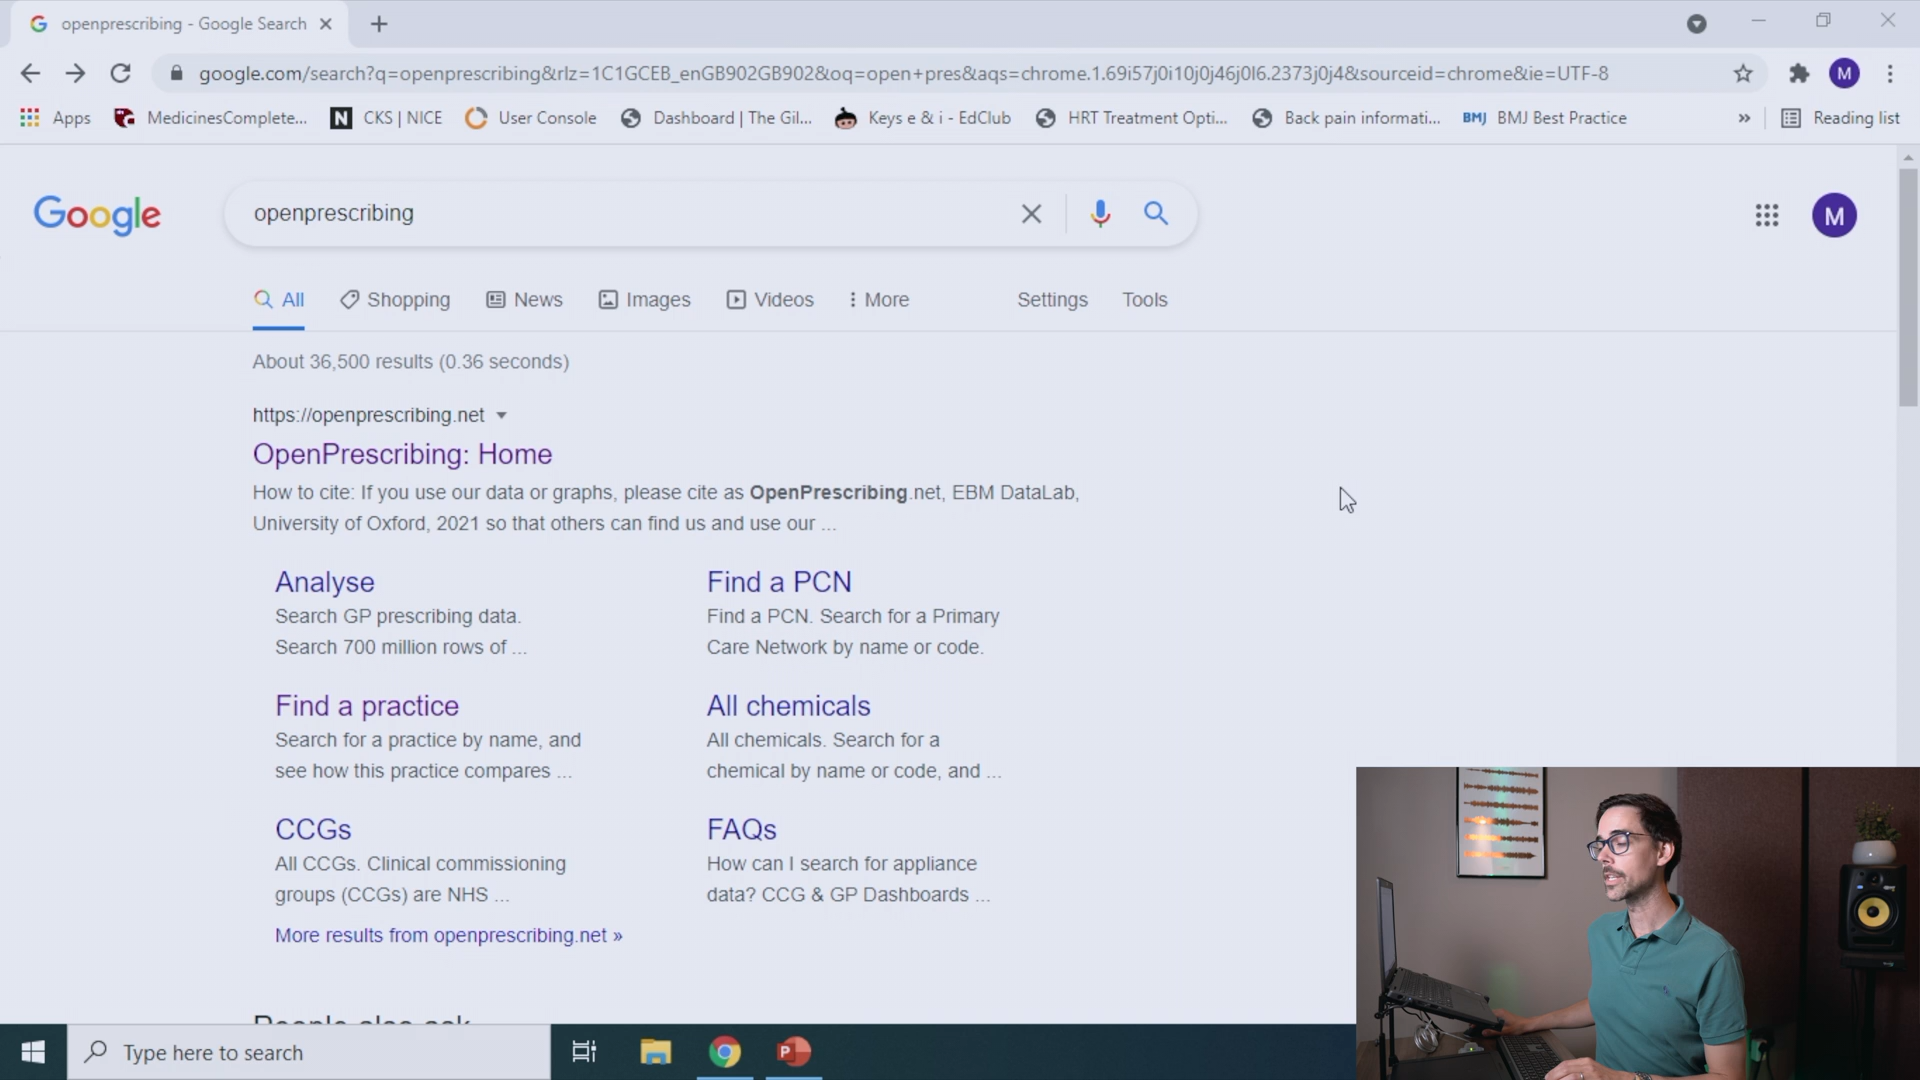 openprescribing - Google Search
google.com/search?q=openprescribing&rlz=1C1GCEB_enGB902GB902&oq=open+pres&aqs=chrome.1.69i57j0i10j0j46j0l6.2373j0j4&sourceid=chrome&ie=UTF-8
M
Apps
MedicinesComplete...
N
CKS | NICE
User Console
Dashboard | The Gil...
Keys e & i - EdClub
HRT Treatment Opti...
Back pain informati...
BMJ
BMJ Best Practice
»
Reading list
Google
openprescribing
M
All
Shopping
News
Images
Videos
More
Settings
Tools
About 36,500 results (0.36 seconds)
https://openprescribing.net
OpenPrescribing: Home
How to cite: If you use our data or graphs, please cite as OpenPrescribing.net, EBM DataLab,
University of Oxford, 2021 so that others can find us and use our ...
Analyse
Search GP prescribing data.
Search 700 million rows of ...
Find a PCN
Find a PCN. Search for a Primary
Care Network by name or code.
Find a practice
Search for a practice by name, and
see how this practice compares ...
All chemicals
All chemicals. Search for a
chemical by name or code, and ...
CCGs
All CCGs. Clinical commissioning
groups (CCGs) are NHS ...
FAQs
How can I search for appliance
data? CCG & GP Dashboards ...
More results from openprescribing.net »
People also ask
Type here to search
P